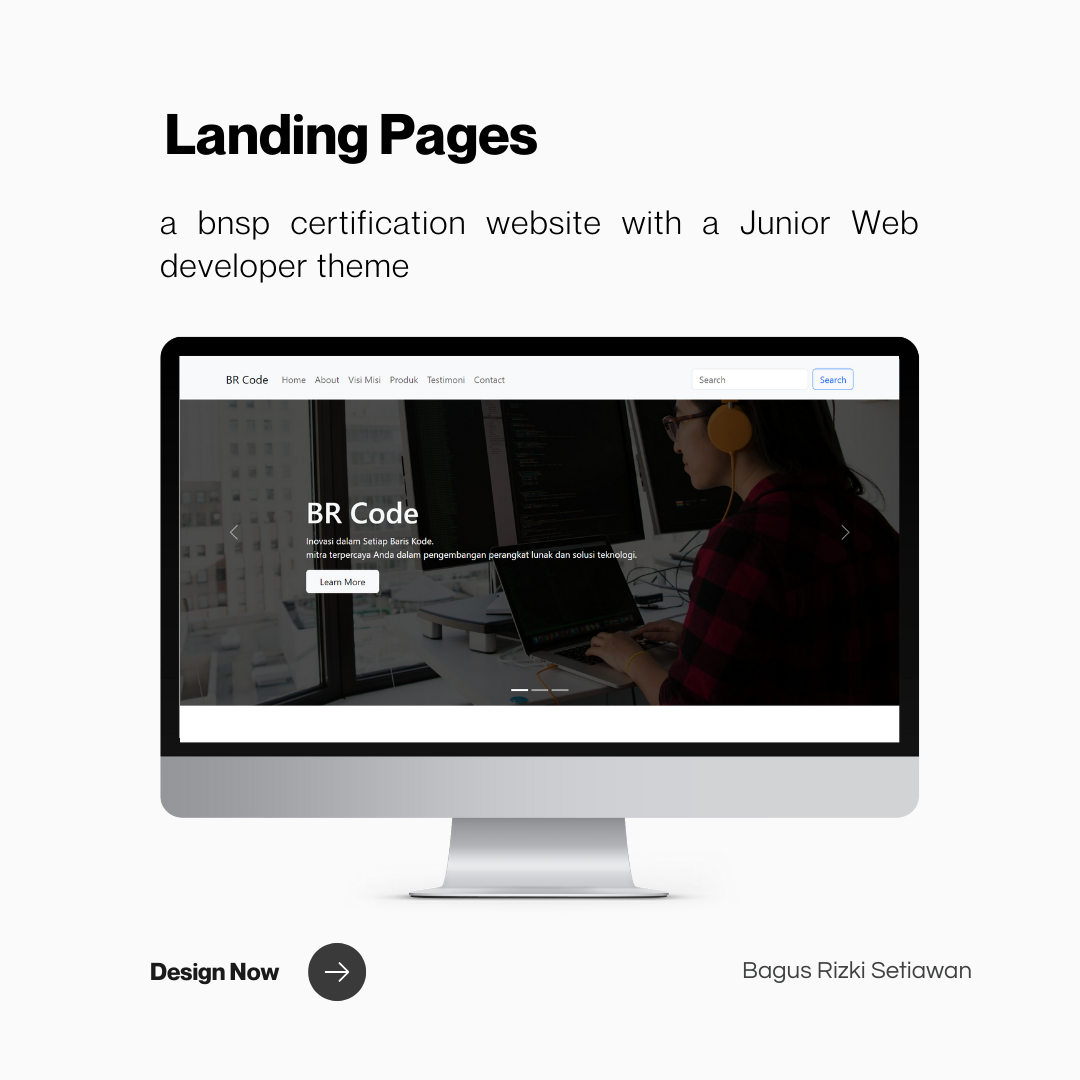 Landing Pages
a bnsp certification website with a Junior Web
developer theme
BR Code Home About Visi Misi Produk Testimoni Contact Search Search
BR Code
Inovasi dalam Setiap Baris Kode.
mitra terpercaya Anda dalam pengembangan perangkat lunak dan solusi teknologi.
Learn More
Design Now
Bagus Rizki Setiawan